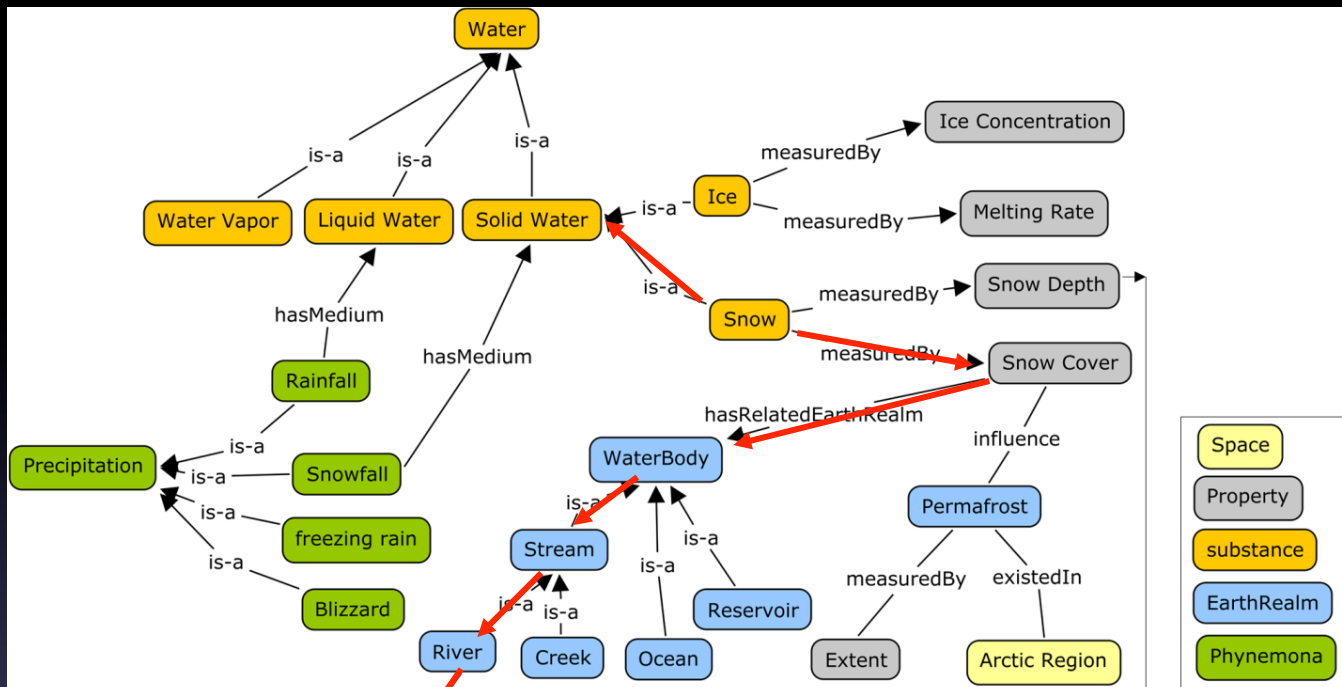 Water
Ice Concentration
measuredBy
is-a
is-a
is-a
Ice
is-a
Melting Rate
measuredBy
Water Vapor
Liquid Water
Solid Water
is-a
Snow Depth
measuredBy
Snow
hasMedium
measuredBy
Snow Cover
hasMedium
Rainfall
hasRelatedEarthRealm
influence
is-a
Space
Precipitation
is-a
Snowfall
WaterBody
Property
is-a
is-a
Permafrost
freezing rain
is-a
Stream
substance
is-a
is-a
measuredBy
existedIn
Blizzard
is-a
is-a
Reservoir
EarthRealm
River
Creek
Ocean
Extent
Arctic Region
Phynemona